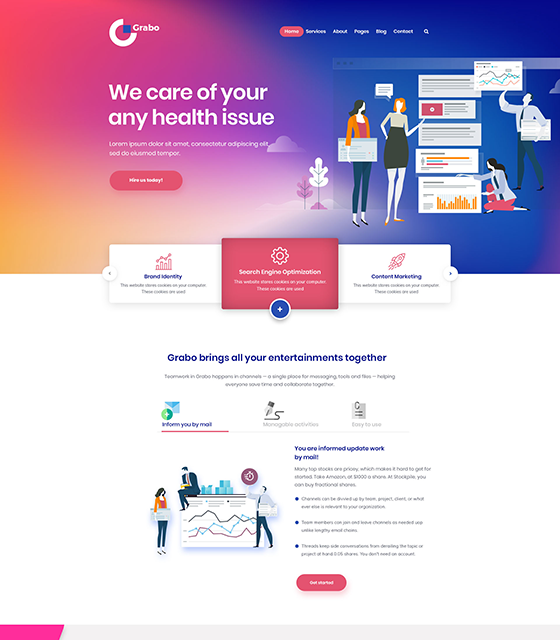 Grabo
Home Services About Pages Blog Contact
We care of your
any health issue
Lorem ipsum dolor sit amet, consectetur adipiscing elit,
sed do eiusmod tempor.
Hire us today!
Brand Identity
This website stores cookies on your computer.
These cookies are used
Search Engine Optimization
This website stores cookies on your computer.
These cookies are used
Content Marketing
This website stores cookies on your computer.
These cookies are used
Grabo brings all your entertainments together
Teamwork in Grabo happens in channels — a single place for messaging, tools and files — helping
everyone save time and collaborate together.
Inform you by mail
Managable activities
Easy to use
You are informed update work
by mail!
Many top stocks are pricey, which makes it hard to get
started. Take Amazon, at $1000 a share. At Stockpile, you
can buy fractional shares.
Channels can be divided up by team, project, client, or what
ever else is relevant to your organization.
Team members can join and leave channels as needed use
unlike lengthy email chains.
Threads keep side conversations from derailing the topic or
project at hand 0.05 shares. You don't need an account.
Get started